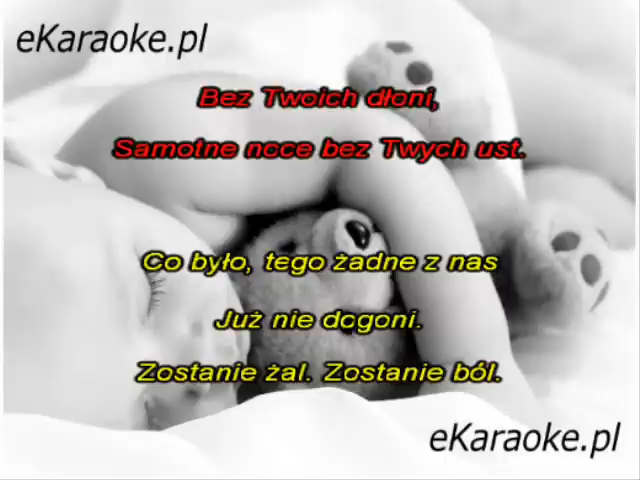 eKaraoke.pl
Bez Twoich dłoni,
Samotne noce bez Twych ust.
Co było, tego żadne z nas
Już nie dogoni.
Zostanie żal. Zostanie ból.
eKaraoke.pl